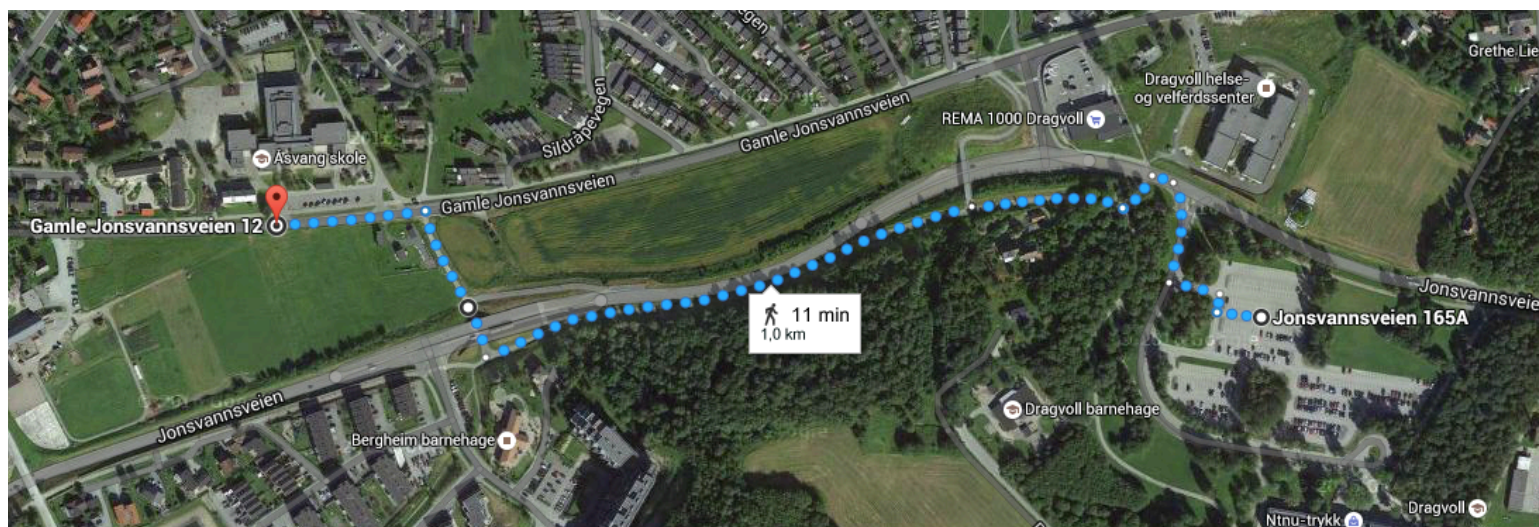 Grethe Lie
Dragvoll helse-
og velferdssenter
Sildråpevegen
Gamle Jonsvannsveien
REMA 1000 Dragvoll
Åsvang skole
Gamle Jonsvannsveien
Gamle Jonsvannsveien 12
Jonsvannsveie
11 min
1,0 km
Jonsvannsveien 165A
Jonsvannsveien
Dragvoll barnehage
Bergheim barnehage
Dragvoll
Ntnu-trykk